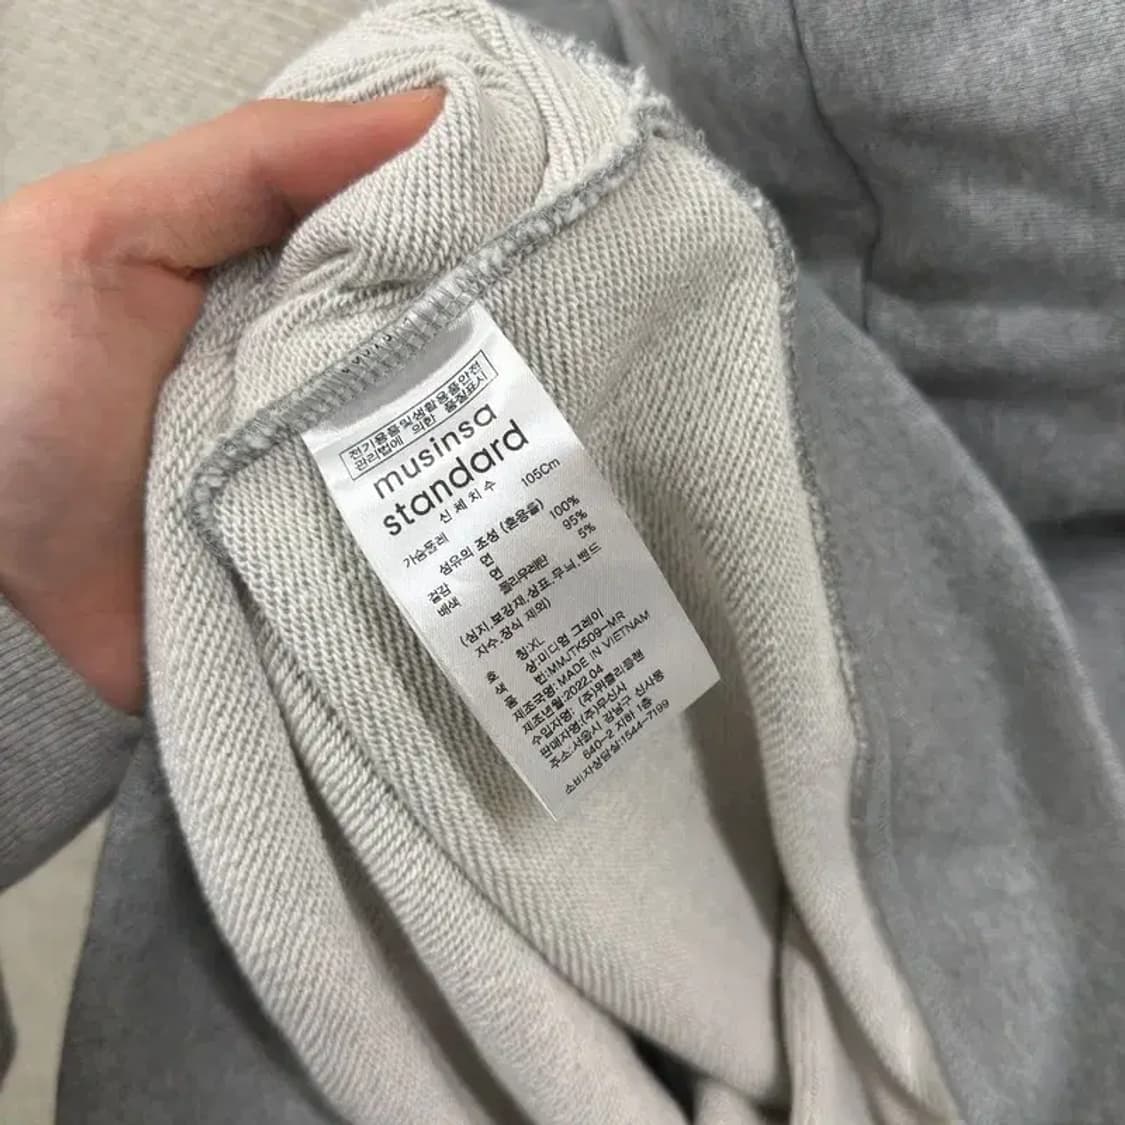 전기용품및생활용품안전
관리법에 의한 품질표시
musinsa
standard
신 체 치 수
가슴둘레 105Cm
섬유의 조성 (혼용율)
겉감 면 100%
배색 면 95%
폴리우레탄 5%
(심지.보강재.상표.무늬.밴드
지수.장식 제외)
호 칭:XL
색 상:미디엄 그레이
품 번:MMJTK509-MR
제조국명:MADE IN VIETNAM
제조년월:2022.04
수입자명: (주)위클리플랜
판매자명:(주)무신사
주소:서울시 강남구 신사동
640-2 지하 1층
소비자상담실:1544-7199